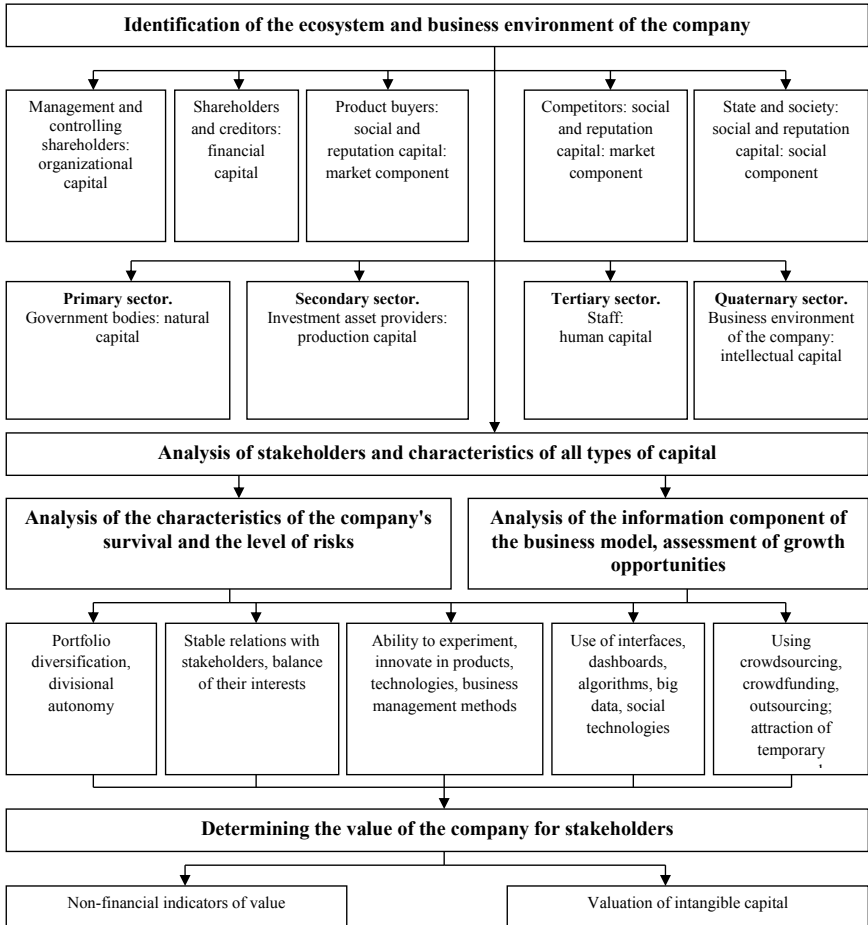 Identification of the ecosystem and business environment of the company
Management and
controlling
shareholders:
organizational
capital
Shareholders
and creditors:
financial
capital
Product buyers:
social and
reputation capital:
market component
Competitors: social
and reputation
capital: market
component
State and society:
social and reputation
capital: social
component
Primary sector.
Government bodies: natural
capital
Secondary sector.
Investment asset providers:
production capital
Tertiary sector.
Staff:
human capital
Quaternary sector.
Business environment
of the company:
intellectual capital
Analysis of stakeholders and characteristics of all types of capital
Analysis of the characteristics of the company's
survival and the level of risks
Analysis of the information component of
the business model, assessment of growth
opportunities
Portfolio
diversification,
divisional
autonomy
Stable relations with
stakeholders, balance
of their interests
Ability to experiment,
innovate in products,
technologies, business
management methods
Use of interfaces,
dashboards,
algorithms, big
data, social
technologies
Using
crowdsourcing,
crowdfunding,
outsourcing;
attraction of
temporary
Determining the value of the company for stakeholders
Non-financial indicators of value
Valuation of intangible capital